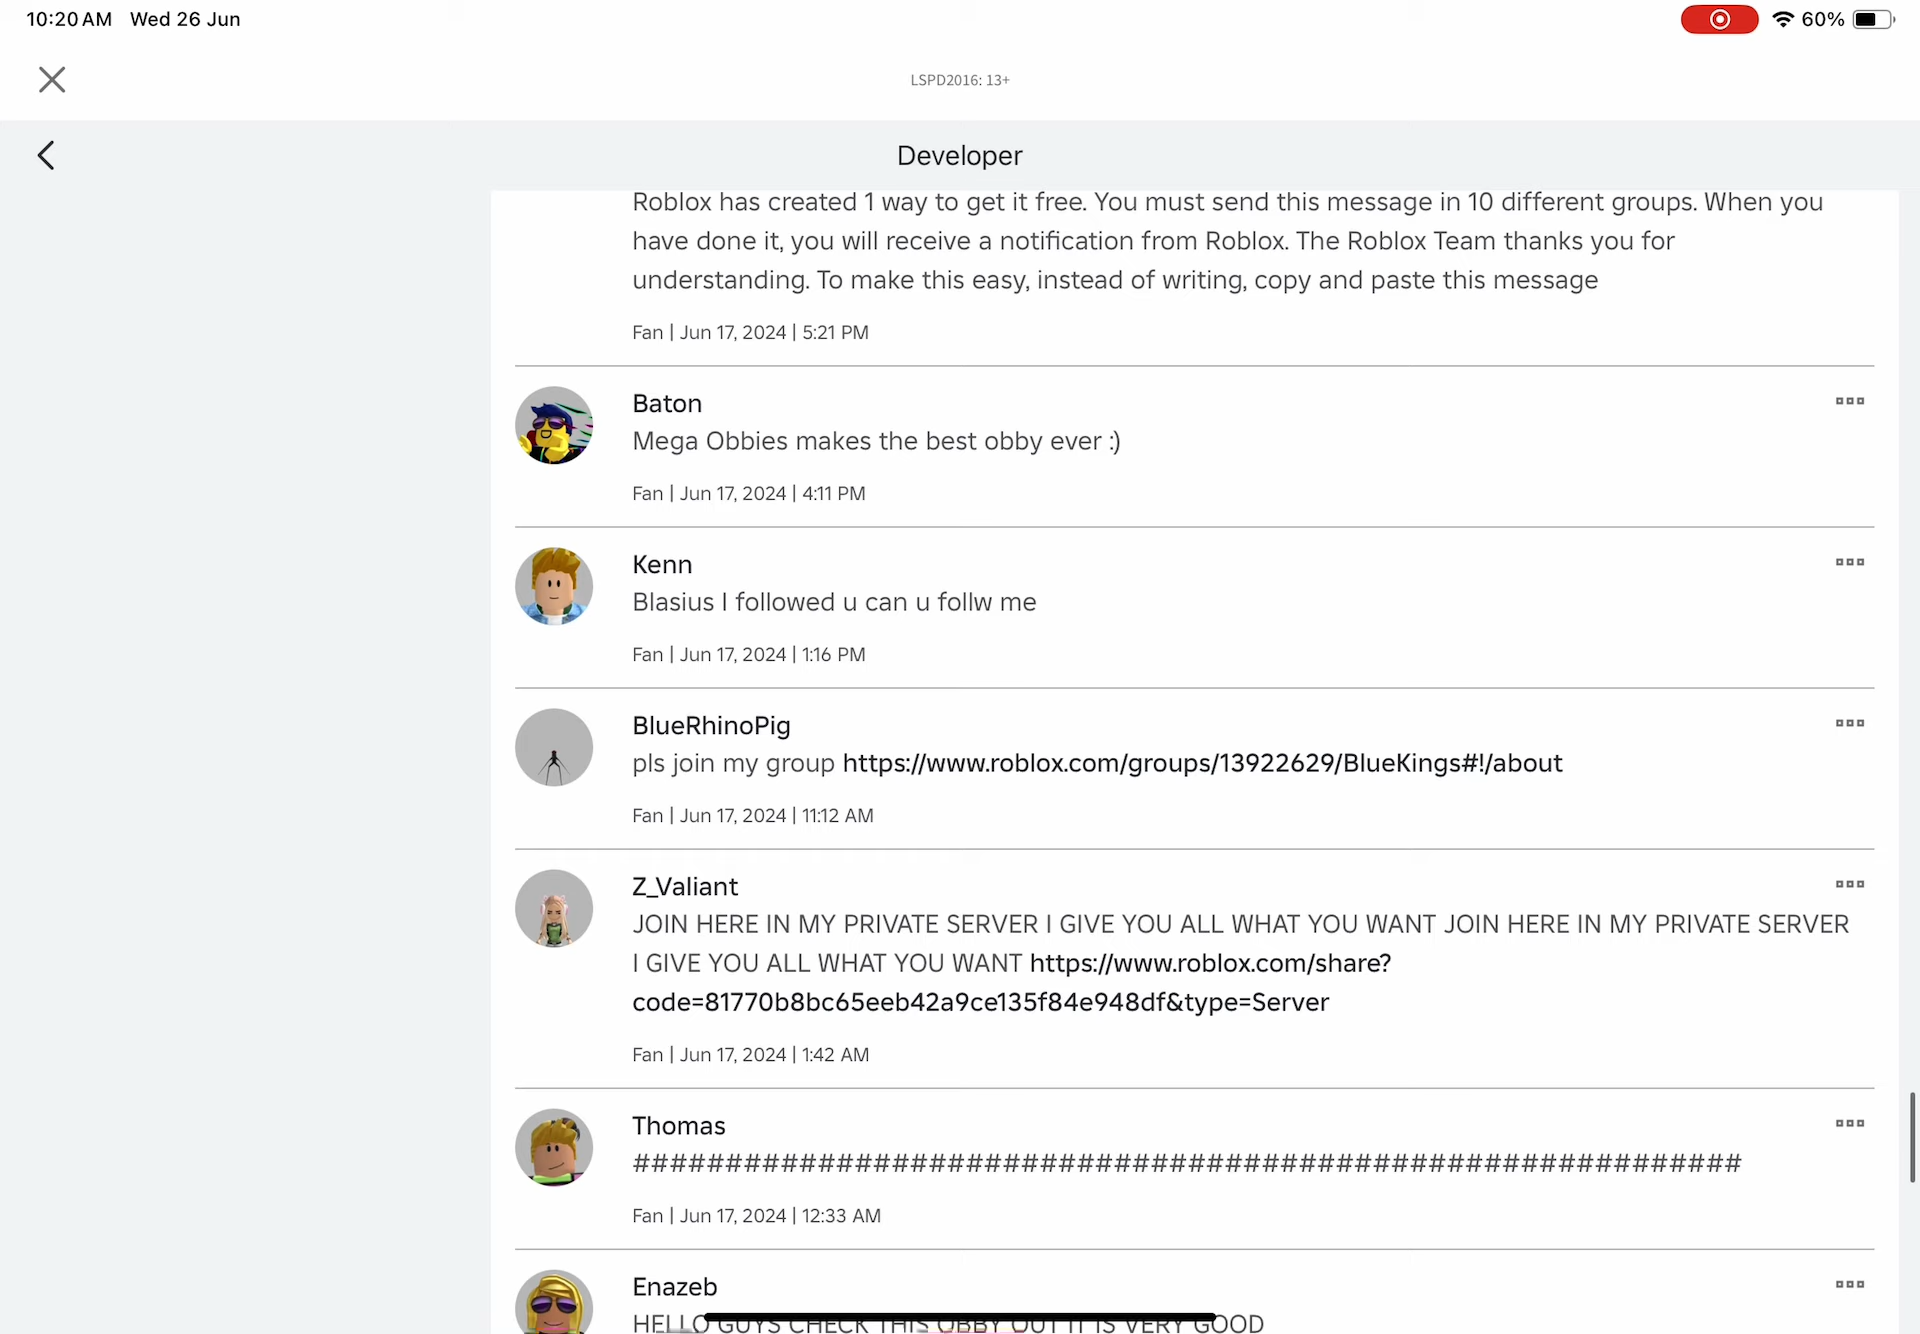 10:20 AM Wed 26 Jun
60%
LSPD2016: 13+
Developer
Roblox has created 1 way to get it free. You must send this message in 10 different groups. When you
have done it, you will receive a notification from Roblox. The Roblox Team thanks you for
understanding. To make this easy, instead of writing, copy and paste this message
Fan | Jun 17, 2024 | 5:21 PM
Baton
Mega Obbies makes the best obby ever :)
Fan | Jun 17, 2024 | 4:11 PM
Kenn
Blasius I followed u can u follw me
Fan | Jun 17, 2024 | 1:16 PM
BlueRhinoPig
pls join my group https://www.roblox.com/groups/13922629/BlueKings#!/about
Fan | Jun 17, 2024 | 11:12 AM
Z_Valiant
JOIN HERE IN MY PRIVATE SERVER I GIVE YOU ALL WHAT YOU WANT JOIN HERE IN MY PRIVATE SERVER
I GIVE YOU ALL WHAT YOU WANT https://www.roblox.com/share?
code=81770b8bc65eeb42a9ce135f84e948df&type=Server
Fan | Jun 17, 2024 | 1:42 AM
Thomas
############################################################
Fan | Jun 17, 2024 | 12:33 AM
Enazeb
HELLO GUYS CHECK THIS OBBY OUT IT IS VERY GOOD